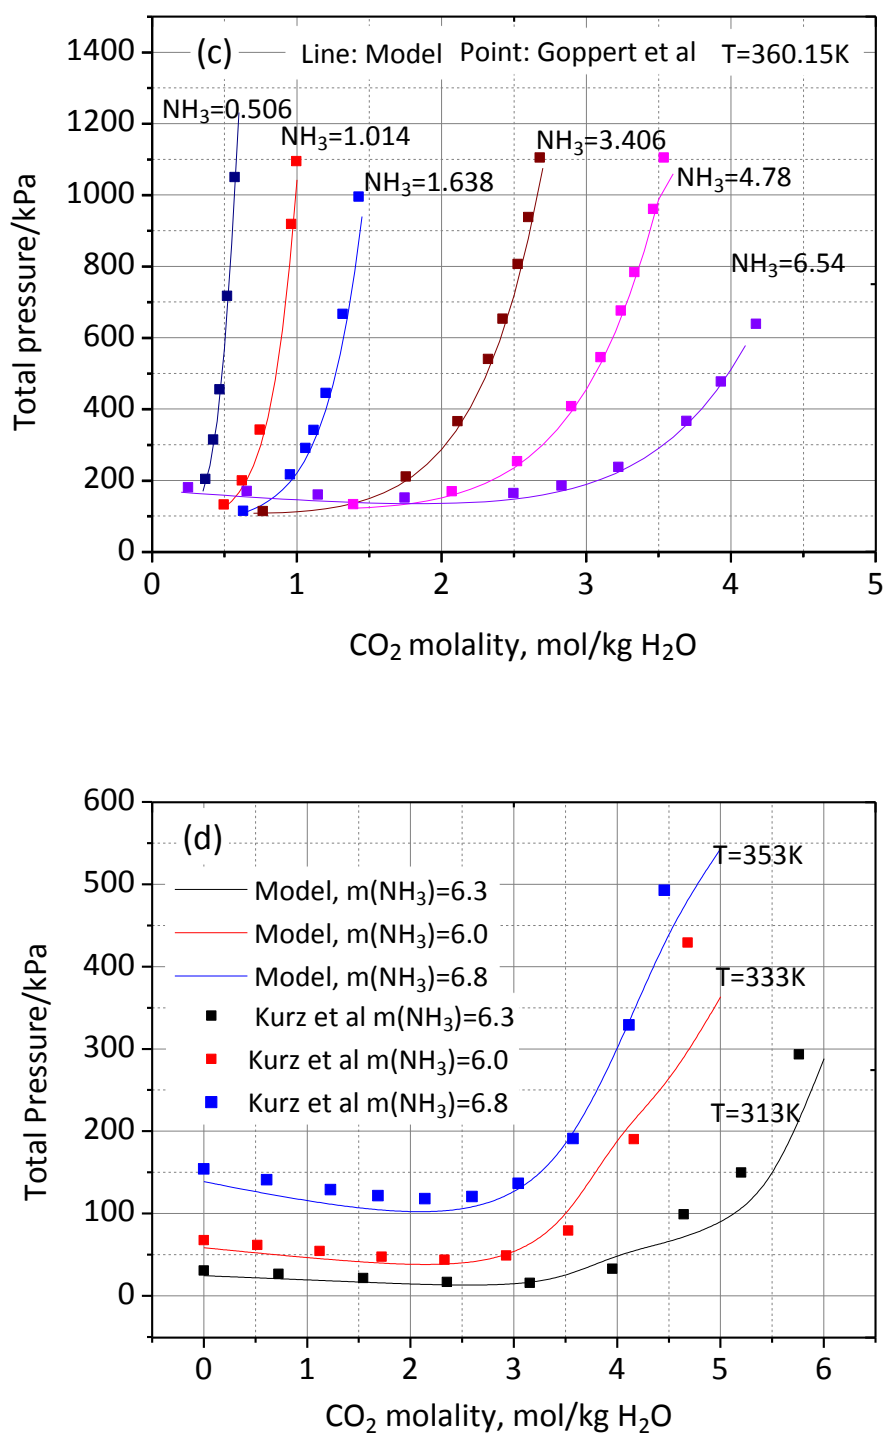 (c) Line: Model Point: Goppert et al T=360.15K
1400
1200
1000
800
600
400
200
0
Total pressure/kPa
NH₃=0.506
NH₃=1.014
NH₃=1.638
NH₃=3.406
NH₃=4.78
NH₃=6.54
0 1 2 3 4 5
CO₂ molality, mol/kg H₂O
600
500
400
300
200
100
0
Total Pressure/kPa
(d)
Model, m(NH₃)=6.3
Model, m(NH₃)=6.0
Model, m(NH₃)=6.8
Kurz et al m(NH₃)=6.3
Kurz et al m(NH₃)=6.0
Kurz et al m(NH₃)=6.8
T=353K
T=333K
T=313K
0 1 2 3 4 5 6
CO₂ molality, mol/kg H₂O